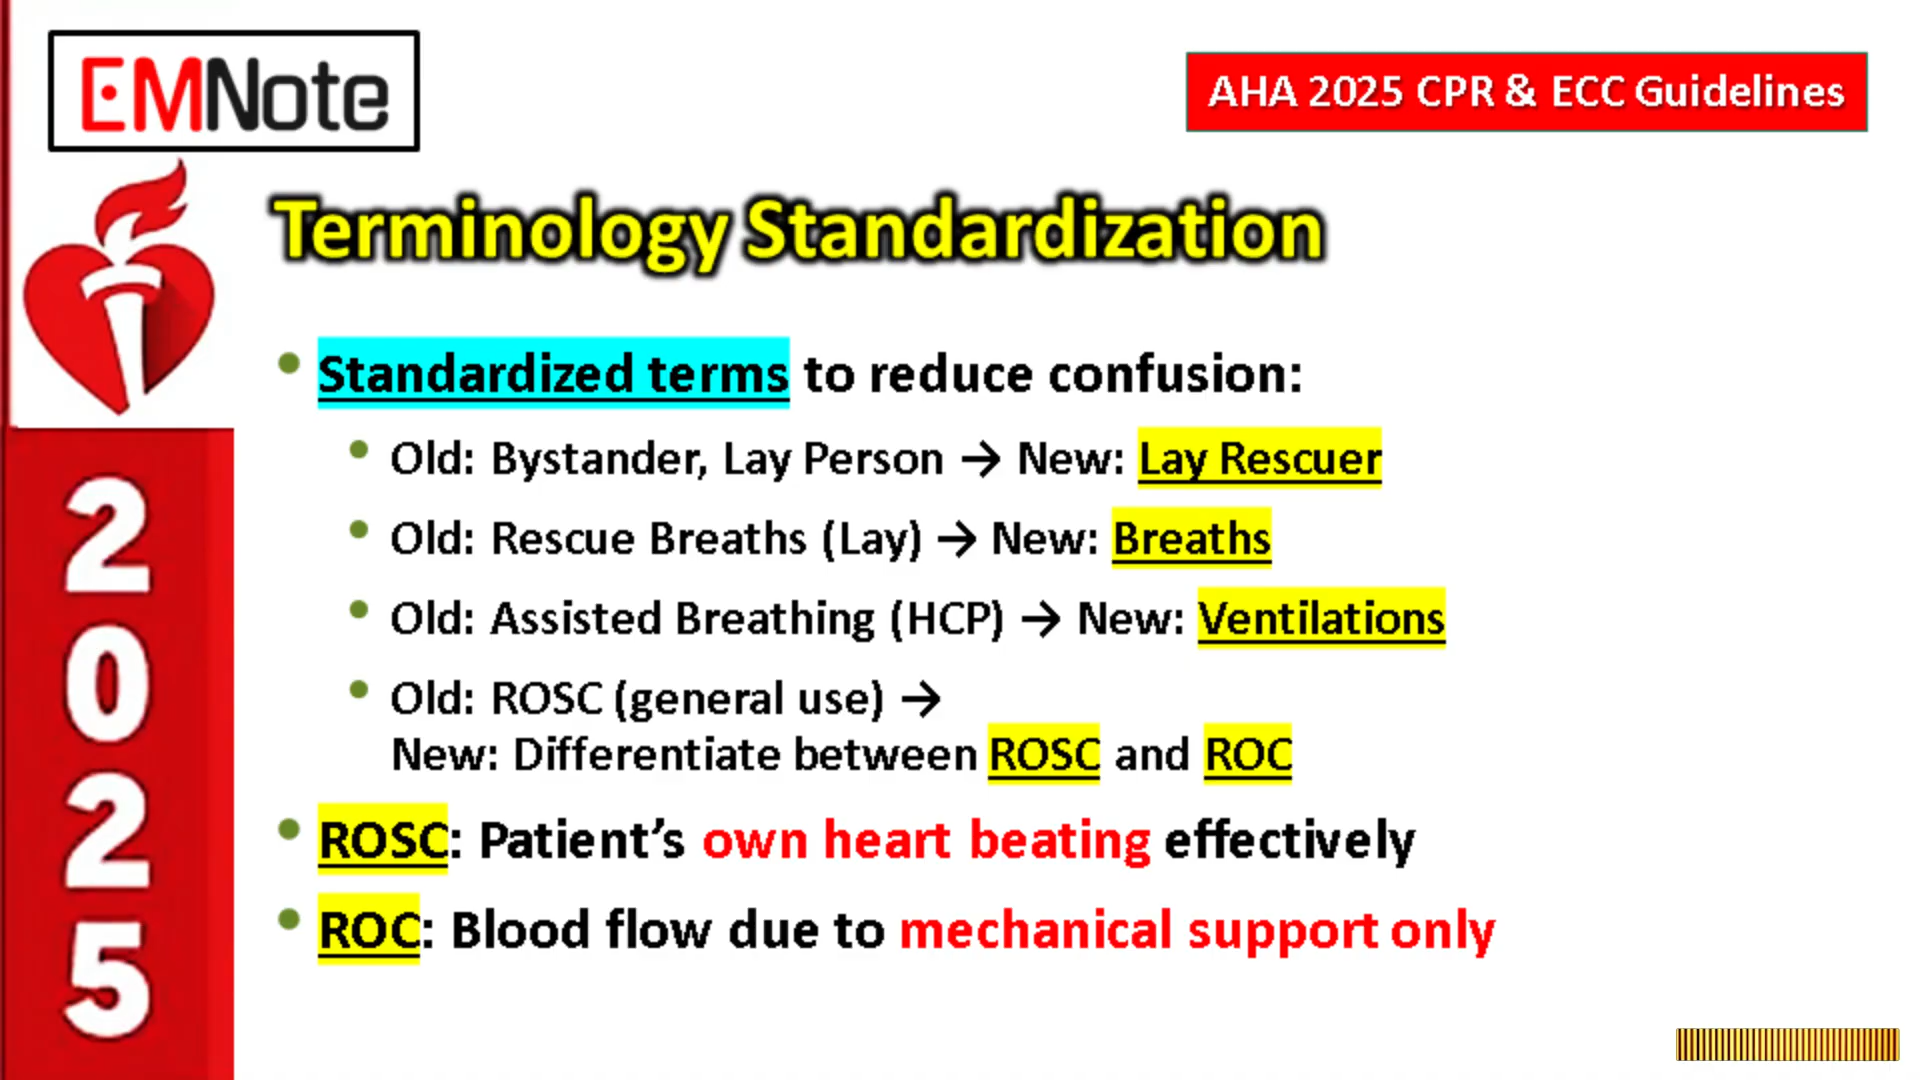 EMNote
AHA 2025 CPR & ECC Guidelines
Terminology Standardization
2025
• Standardized terms to reduce confusion:
• Old: Bystander, Lay Person → New: Lay Rescuer
• Old: Rescue Breaths (Lay) → New: Breaths
• Old: Assisted Breathing (HCP) → New: Ventilations
• Old: ROSC (general use) →
New: Differentiate between ROSC and ROC
• ROSC: Patient’s own heart beating effectively
• ROC: Blood flow due to mechanical support only